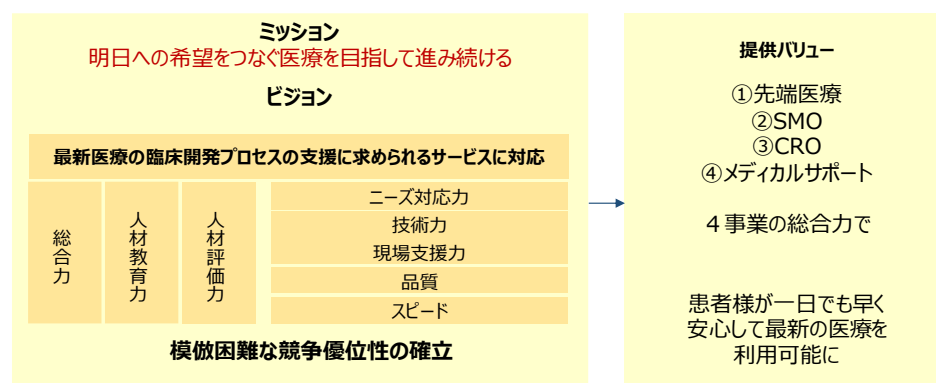 ミッション
明日への希望をつなぐ医療を目指して進み続ける
ビジョン
最新医療の臨床開発プロセスの支援に求められるサービスに対応
総合力
人材教育力
人材評価力
ニーズ対応力
技術力
現場支援力
品質
スピード
模倣困難な競争優位性の確立
提供バリュー
①先端医療
②SMO
③CRO
④メディカルサポート
４事業の総合力で
患者様が一日でも早く
安心して最新の医療を
利用可能に